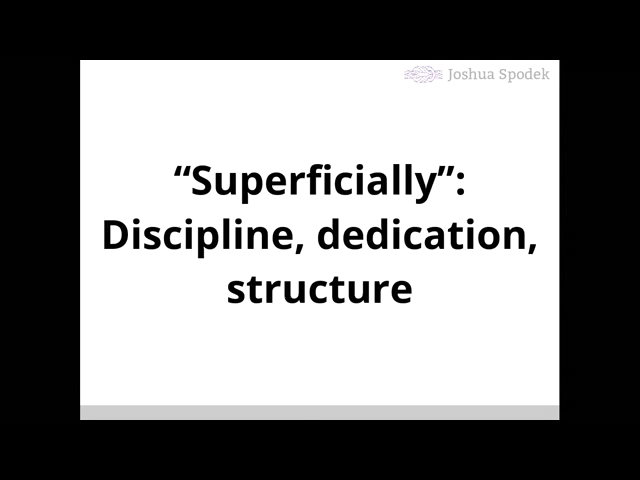 Joshua Spodek
“Superficially”:
Discipline, dedication,
structure